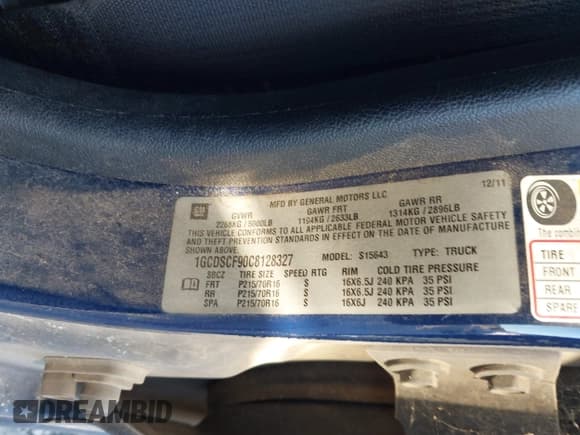 12/11
GM
MFD BY GENERAL MOTORS LLC
GVWR GAWR FRT GAWR RR
2268KG/5000LB 1194KG/2633LB 1314KG/2896LB
THIS VEHICLE CONFORMS TO ALL APPLICABLE FEDERAL MOTOR VEHICLE SAFETY
AND THEFT PREVENTION STANDARDS IN EFFECT ON THE DATE OF MANUFACTURE
SHOWN ABOVE.
1GCDSCF90C8128327 MODEL: S15643 TYPE: TRUCK
SBCZ TIRE SIZE SPEED RTG RIM COLD TIRE PRESSURE
FRT P215/70R16 S 16X6.5J 240 KPA 35 PSI
RR P215/70R16 S 16X6.5J 240 KPA 35 PSI
SPA P215/70R16 S 16X6J 240 KPA 35 PSI
The combin
TIRE
FRONT
REAR
SPARE
DREAMBID